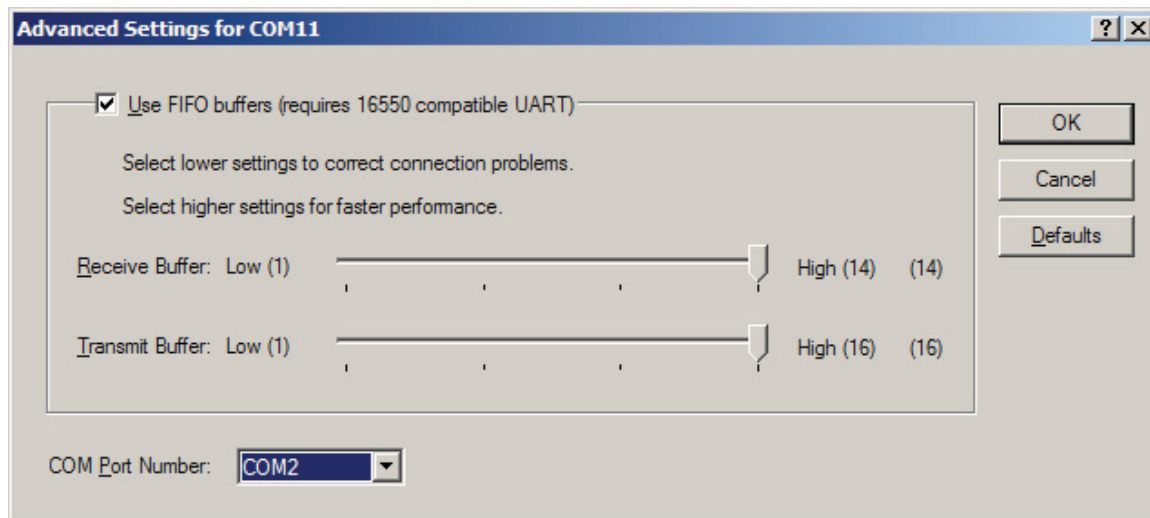 Advanced Settings for COM11
Use FIFO buffers (requires 16550 compatible UART)
OK
Select lower settings to correct connection problems.
Cancel
Select higher settings for faster performance.
Defaults
Receive Buffer: Low (1) High (14) (14)
Transmit Buffer: Low (1) High (16) (16)
COM Port Number: COM2